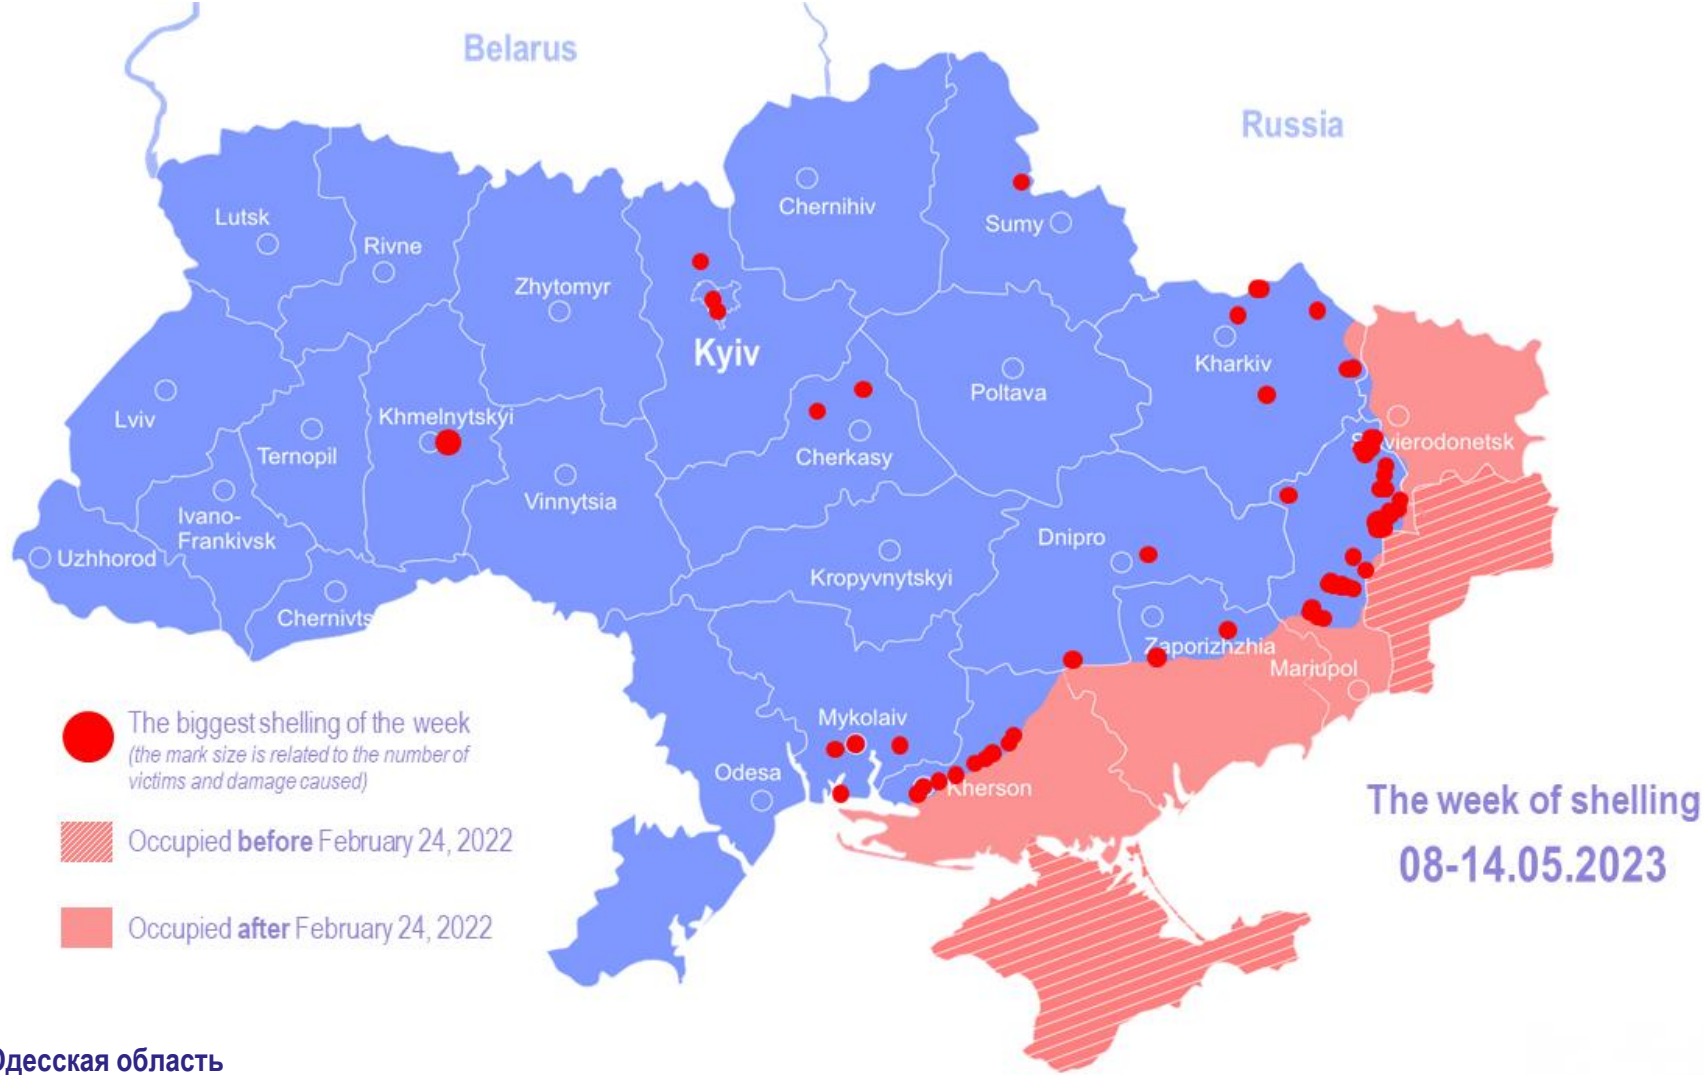 Belarus
Russia
Chernihiv
Lutsk
Sumy
Rivne
Zhytomyr
Kyiv
Kharkiv
Poltava
Lviv
Khmelnytskyi
Ternopil
Cherkasy
vierodonetsk
Vinnytsia
Ivano-
Frankivsk
Dnipro
Uzhhorod
Kropyvnytskyi
Chernivts
Zaporizhzhia
Mariupol
Mykolaiv
Odesa
Kherson
The biggest shelling of the week
(the mark size is related to the number of
victims and damage caused)
Occupied before February 24, 2022
Occupied after February 24, 2022
The week of shelling
08-14.05.2023
Одесская область